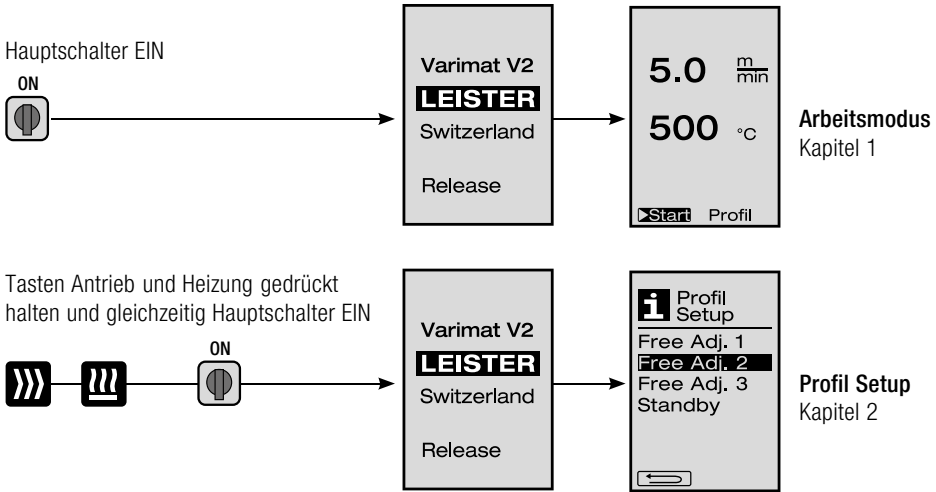 Hauptschalter EIN
ON
Varimat V2
LEISTER
Switzerland
Release
5.0 m/min
500 °C
Start Profil
Arbeitsmodus
Kapitel 1
Tasten Antrieb und Heizung gedrückt
halten und gleichzeitig Hauptschalter EIN
ON
Varimat V2
LEISTER
Switzerland
Release
i Profil
Setup
Free Adj. 1
Free Adj. 2
Free Adj. 3
Standby
Profil Setup
Kapitel 2